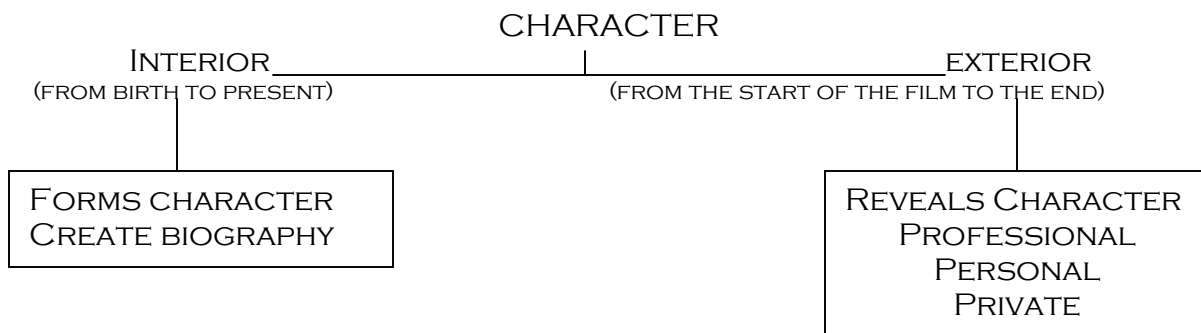 CHARACTER
INTERIOR
EXTERIOR
(FROM BIRTH TO PRESENT)
(FROM THE START OF THE FILM TO THE END)
FORMS CHARACTER
CREATE BIOGRAPHY
REVEALS CHARACTER
PROFESSIONAL
PERSONAL
PRIVATE